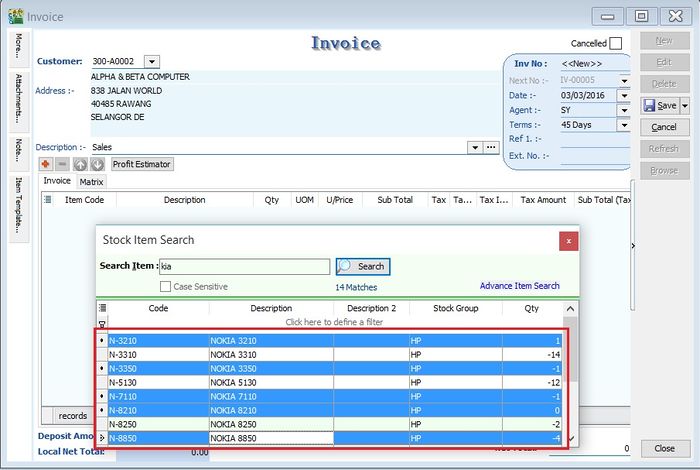 Invoice
More...
Attachments...
Note...
Item Template...
Invoice
Cancelled
Customer: 300-A0002
ALPHA & BETA COMPUTER
Address :- 838 JALAN WORLD
40485 RAWANG
SELANGOR DE
Inv No : <<New>>
Next No :- IV-00005
Date :- 03/03/2016
Agent : SY
Terms : 45 Days
Ref 1. :-
Ext. No. :-
Description :- Sales
Profit Estimator
New
Edit
Delete
Save
Cancel
Refresh
Browse
Invoice Matrix
Item Code Description Qty UOM U/Price Sub Total Tax Ta... Tax I... Tax Amount Sub Total (Tax
Stock Item Search
x
Search Item : kia Search
Case Sensitive 14 Matches Advance Item Search
Code Description Description 2 Stock Group Qty
Click here to define a filter
N-3210 NOKIA 3210 HP 1
N-3310 NOKIA 3310 HP -14
N-3350 NOKIA 3350 HP -1
N-5130 NOKIA 5130 HP -12
N-7110 NOKIA 7110 HP -1
N-8210 NOKIA 8210 HP 0
N-8250 NOKIA 8250 HP -2
N-8850 NOKIA 8850 HP -4
records
Deposit Amo
Local Net Total: 0.00
Close